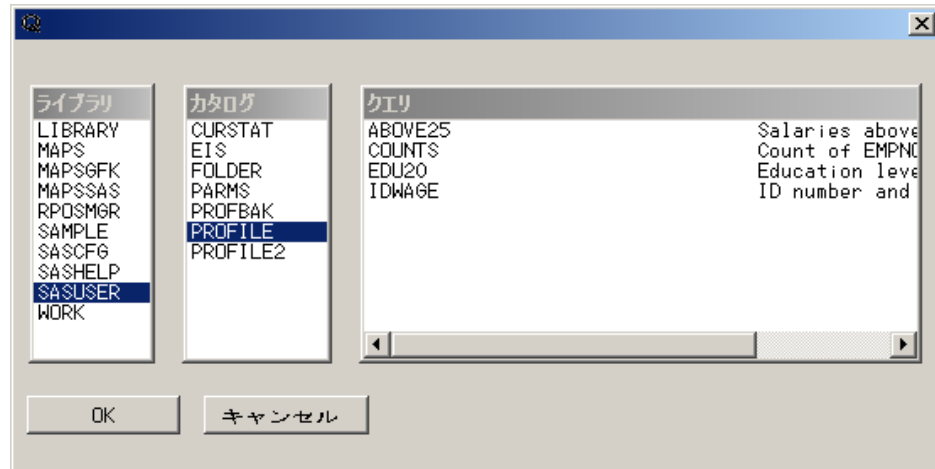 ライブラリ
LIBRARY
MAPS
MAPSGFK
MAPSSAS
RPOSMGR
SAMPLE
SASCFG
SASHELP
SASUSER
WORK
カタログ
CURSTAT
EIS
FOLDER
PARMS
PROFBAK
PROFILE
PROFILE2
クエリ
ABOVE25 Salaries above
COUNTS Count of EMPNO
EDU20 Education leve
IDWAGE ID number and
OK
キャンセル